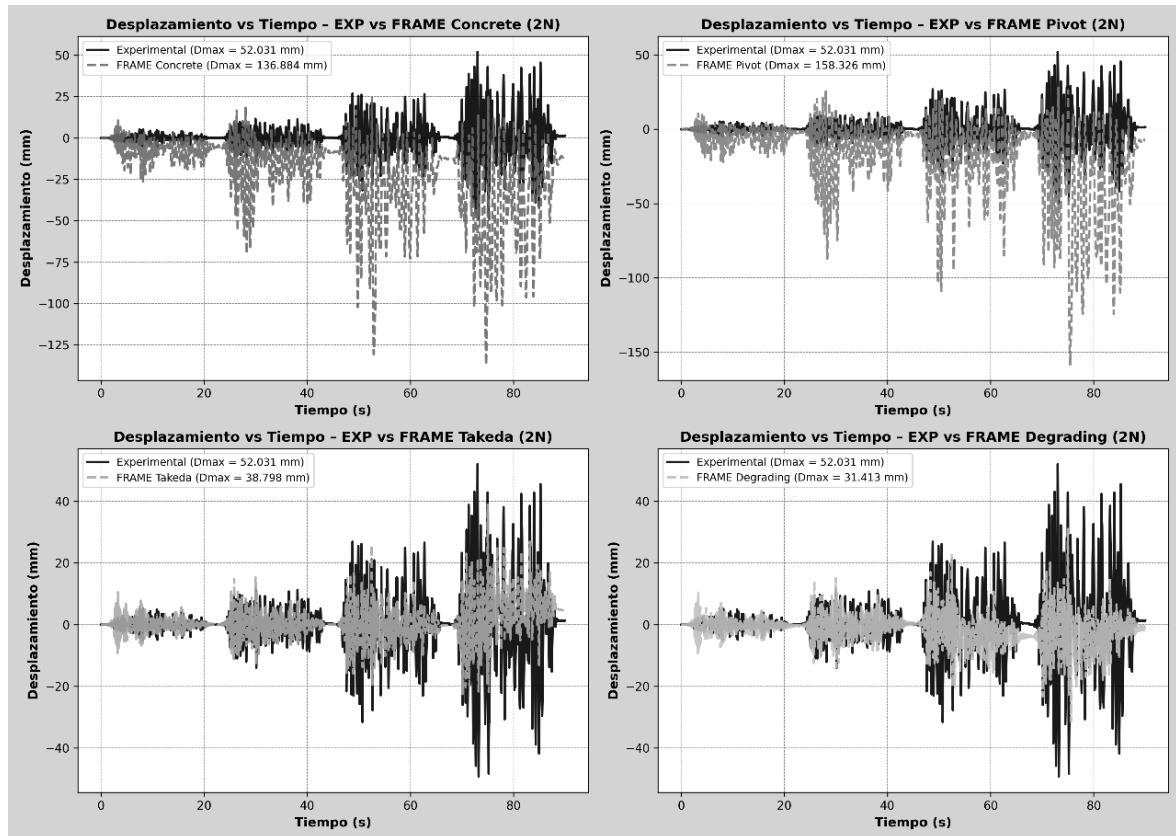 Desplazamiento vs Tiempo – EXP vs FRAME Concrete (2N)
Experimental (Dmax = 52.031 mm)
FRAME Concrete (Dmax = 136.884 mm)
Desplazamiento (mm)
50
25
0
−25
−50
−75
−100
−125
0
20
40
60
80
Tiempo (s)
Desplazamiento vs Tiempo – EXP vs FRAME Pivot (2N)
Experimental (Dmax = 52.031 mm)
FRAME Pivot (Dmax = 158.326 mm)
Desplazamiento (mm)
50
0
−50
−100
−150
0
20
40
60
80
Tiempo (s)
Desplazamiento vs Tiempo – EXP vs FRAME Takeda (2N)
Experimental (Dmax = 52.031 mm)
FRAME Takeda (Dmax = 38.798 mm)
Desplazamiento (mm)
40
20
0
−20
−40
0
20
40
60
80
Tiempo (s)
Desplazamiento vs Tiempo – EXP vs FRAME Degrading (2N)
Experimental (Dmax = 52.031 mm)
FRAME Degrading (Dmax = 31.413 mm)
Desplazamiento (mm)
40
20
0
−20
−40
0
20
40
60
80
Tiempo (s)